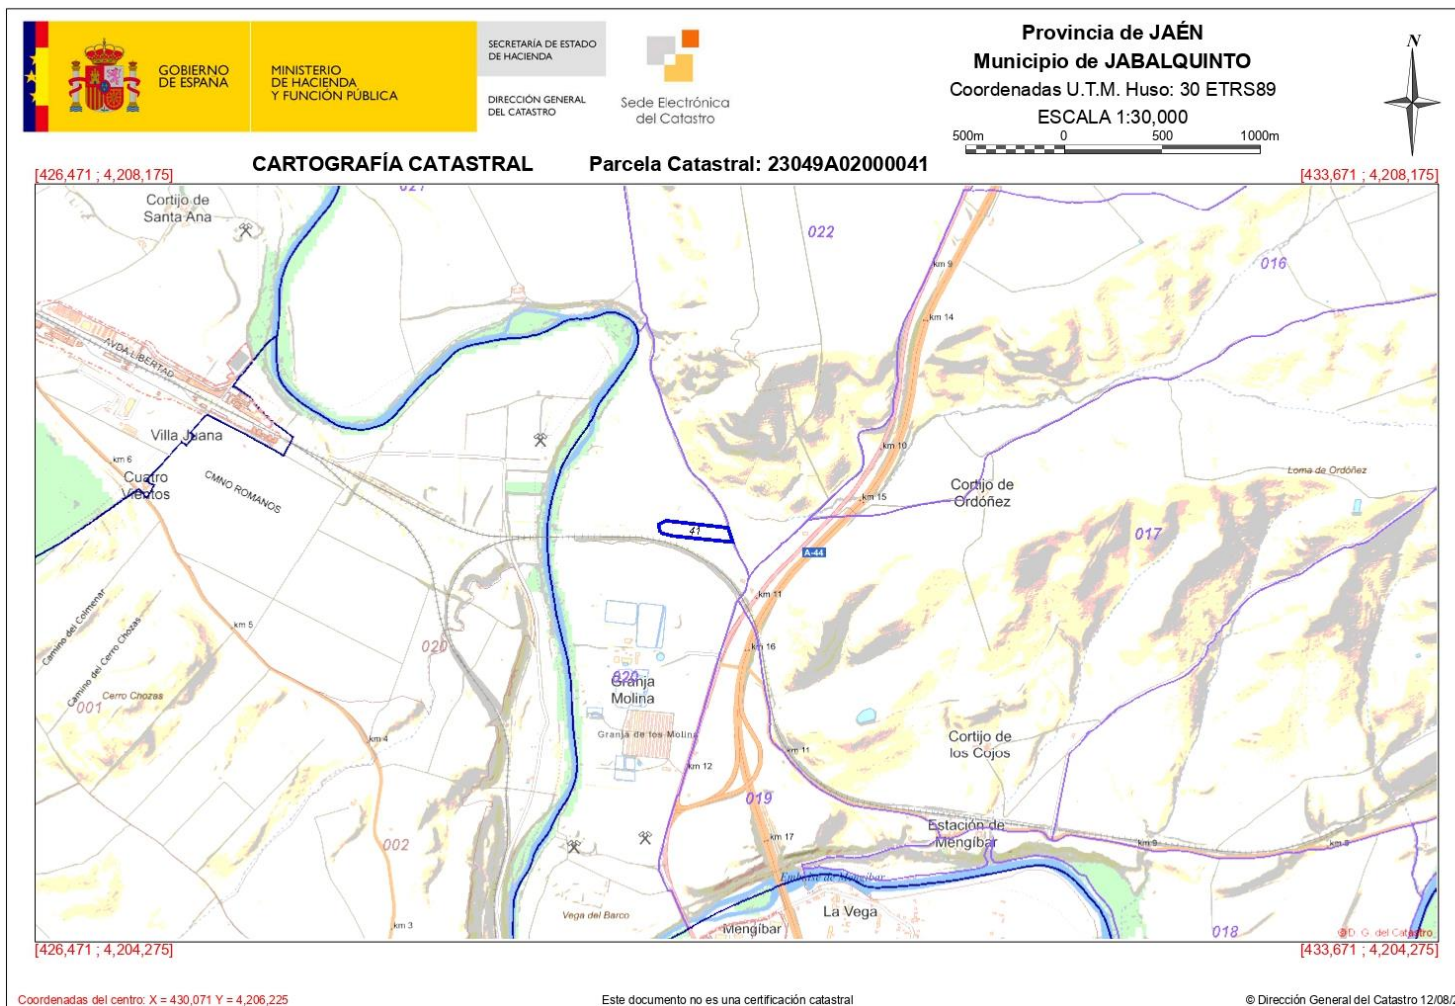 GOBIERNO
DE ESPAÑA
MINISTERIO
DE HACIENDA
Y FUNCIÓN PÚBLICA
SECRETARÍA DE ESTADO
DE HACIENDA
DIRECCIÓN GENERAL
DEL CATASTRO
Sede Electrónica
del Catastro
Provincia de JAÉN
Municipio de JABALQUINTO
Coordenadas U.T.M. Huso: 30 ETRS89
ESCALA 1:30,000
500m 0 500 1000m
N
CARTOGRAFÍA CATASTRAL Parcela Catastral: 23049A02000041
[426,471 ; 4,208,175]
[433,671 ; 4,208,175]
021
Cortijo de
Santa Ana
022
016
km 9
km 14
AVDA LIBERTAD
Villa Juana
km 6
Cuatro
Vientos
CMNO ROMANOS
km 10
km 15
Cortijo de
Ordóñez
Loma de Ordóñez
017
41
A-44
km 11
km 16
Camino del Colmenar
Camino del Cerro Chozas
km 5
020
Cerro Chozas
001
020
Granja
Molina
Granja de los Molina
km 4
km 12
km 11
Cortijo de
los Cojos
019
002
km 17
Estación de
Mengíbar
km 9
km 8
Embalse de Mengíbar
La Vega
Vega del Barco
km 3
Mengíbar
018
© D. G. del Catastro
[426,471 ; 4,204,275]
[433,671 ; 4,204,275]
Coordenadas del centro: X = 430,071 Y = 4,206,225
Este documento no es una certificación catastral
© Dirección General del Catastro 12/08/2